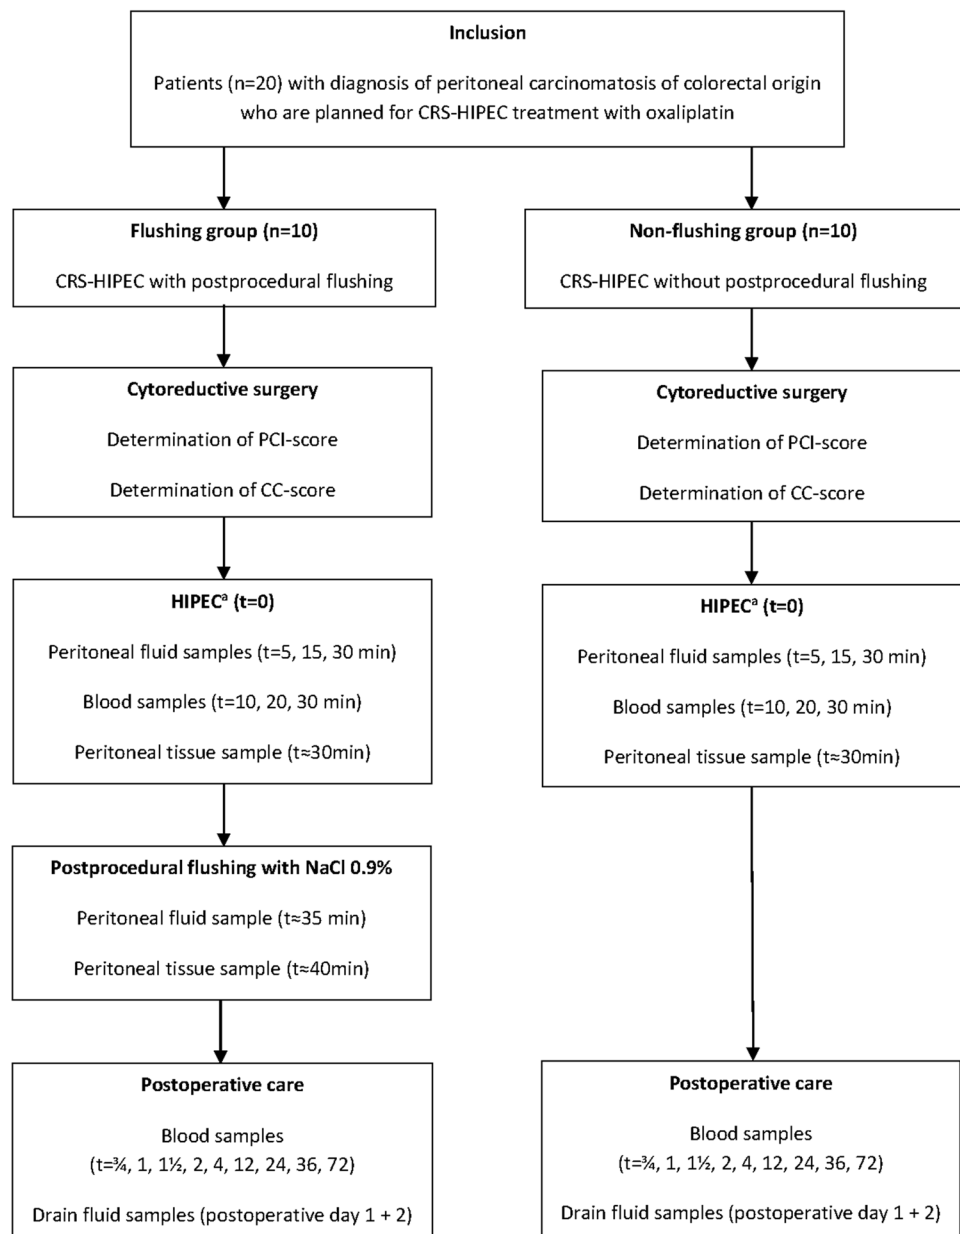 Inclusion
Patients (n=20) with diagnosis of peritoneal carcinomatosis of colorectal origin
who are planned for CRS-HIPEC treatment with oxaliplatin
Flushing group (n=10)
CRS-HIPEC with postprocedural flushing
Non-flushing group (n=10)
CRS-HIPEC without postprocedural flushing
Cytoreductive surgery
Determination of PCI-score
Determination of CC-score
Cytoreductive surgery
Determination of PCI-score
Determination of CC-score
HIPECᵃ (t=0)
Peritoneal fluid samples (t=5, 15, 30 min)
Blood samples (t=10, 20, 30 min)
Peritoneal tissue sample (t≈30min)
HIPECᵃ (t=0)
Peritoneal fluid samples (t=5, 15, 30 min)
Blood samples (t=10, 20, 30 min)
Peritoneal tissue sample (t≈30min)
Postprocedural flushing with NaCl 0.9%
Peritoneal fluid sample (t≈35 min)
Peritoneal tissue sample (t≈40min)
Postoperative care
Blood samples
(t=¾, 1, 1½, 2, 4, 12, 24, 36, 72)
Drain fluid samples (postoperative day 1 + 2)
Postoperative care
Blood samples
(t=¾, 1, 1½, 2, 4, 12, 24, 36, 72)
Drain fluid samples (postoperative day 1 + 2)